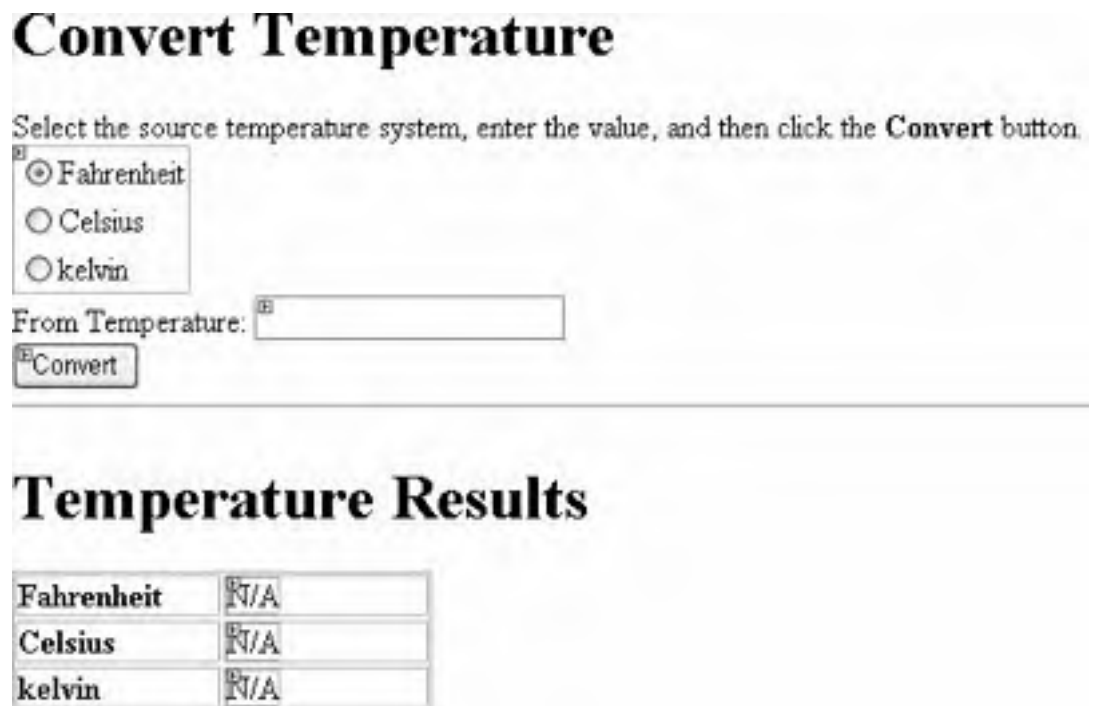 Convert Temperature
Select the source temperature system, enter the value, and then click the Convert button.
Fahrenheit
Celsius
kelvin
From Temperature:
Convert
Temperature Results
Fahrenheit N/A
Celsius N/A
kelvin N/A